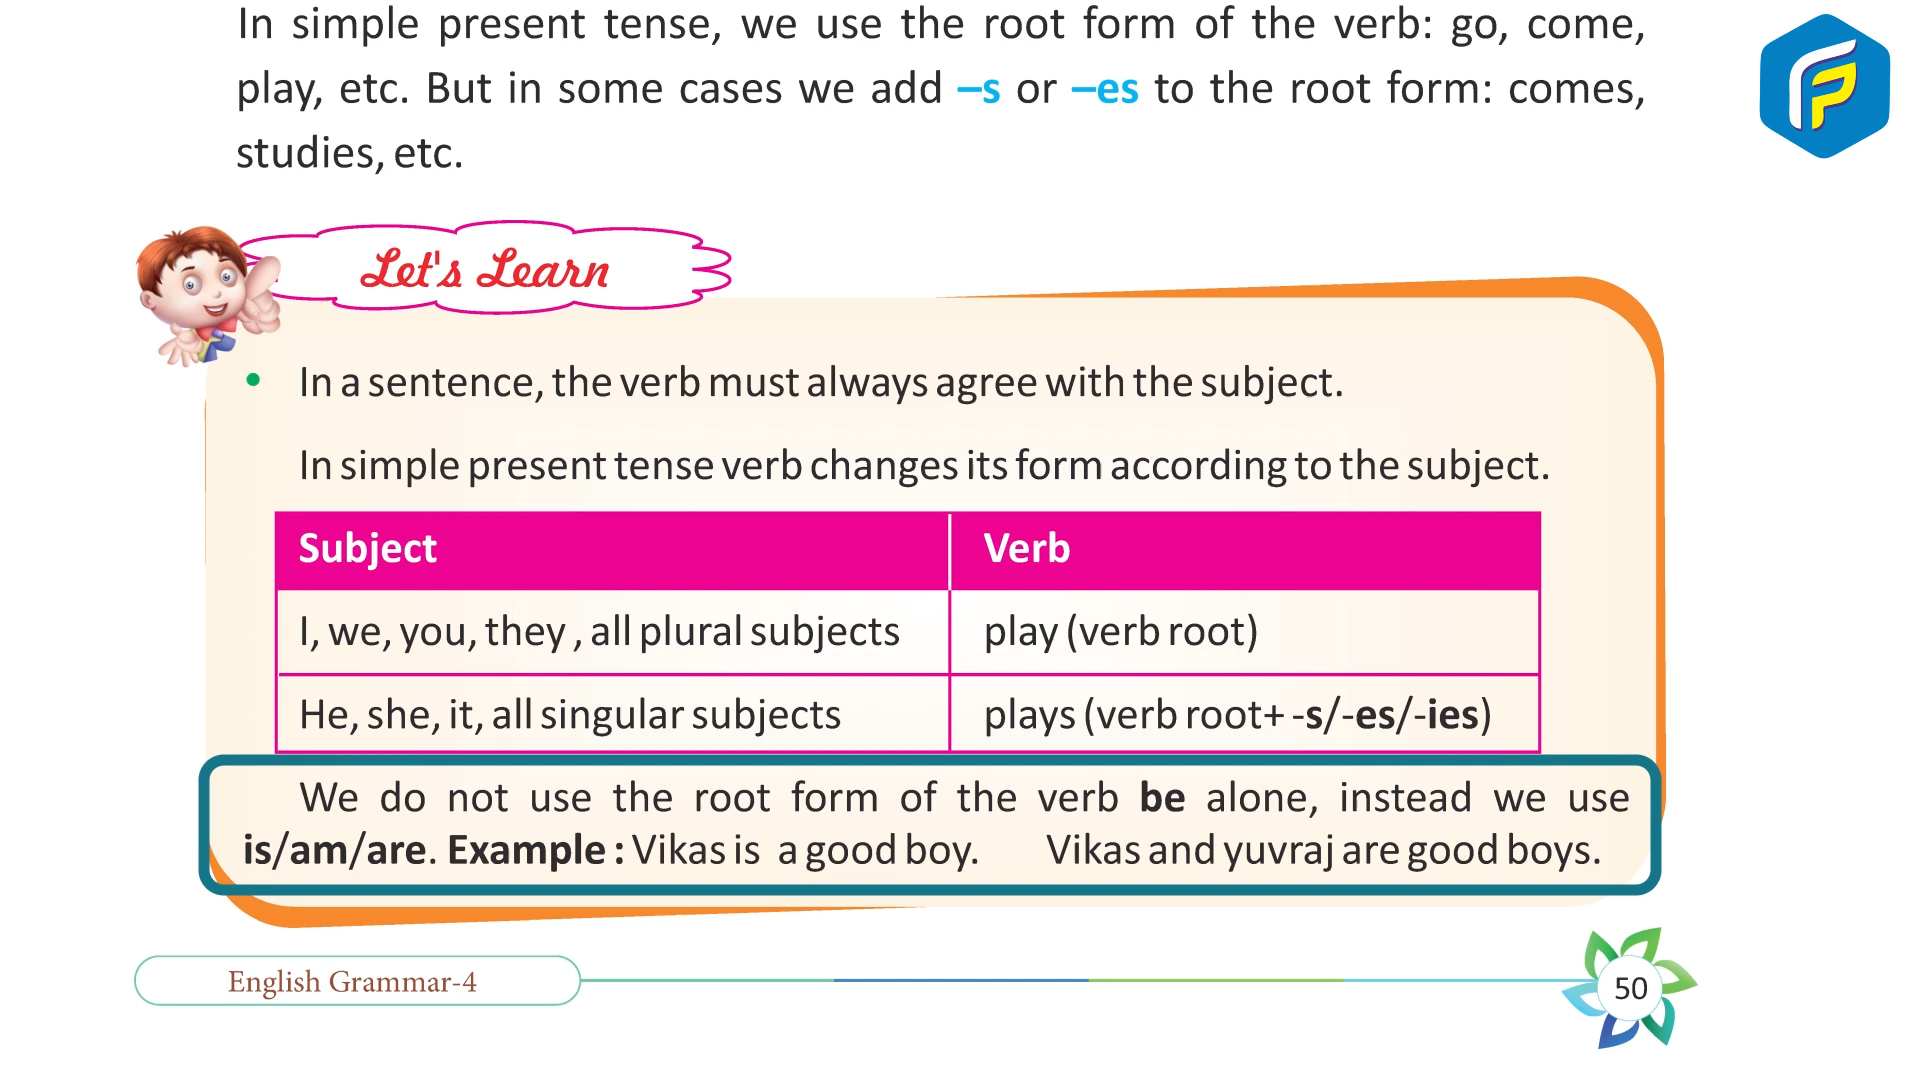 In simple present tense, we use the root form of the verb: go, come,
play, etc. But in some cases we add –s or –es to the root form: comes,
studies, etc.
Let's Learn
• In a sentence, the verb must always agree with the subject.
In simple present tense verb changes its form according to the subject.
Subject Verb
I, we, you, they , all plural subjects play (verb root)
He, she, it, all singular subjects plays (verb root+ -s/-es/-ies)
We do not use the root form of the verb be alone, instead we use
is/am/are. Example : Vikas is a good boy. Vikas and yuvraj are good boys.
English Grammar-4
50